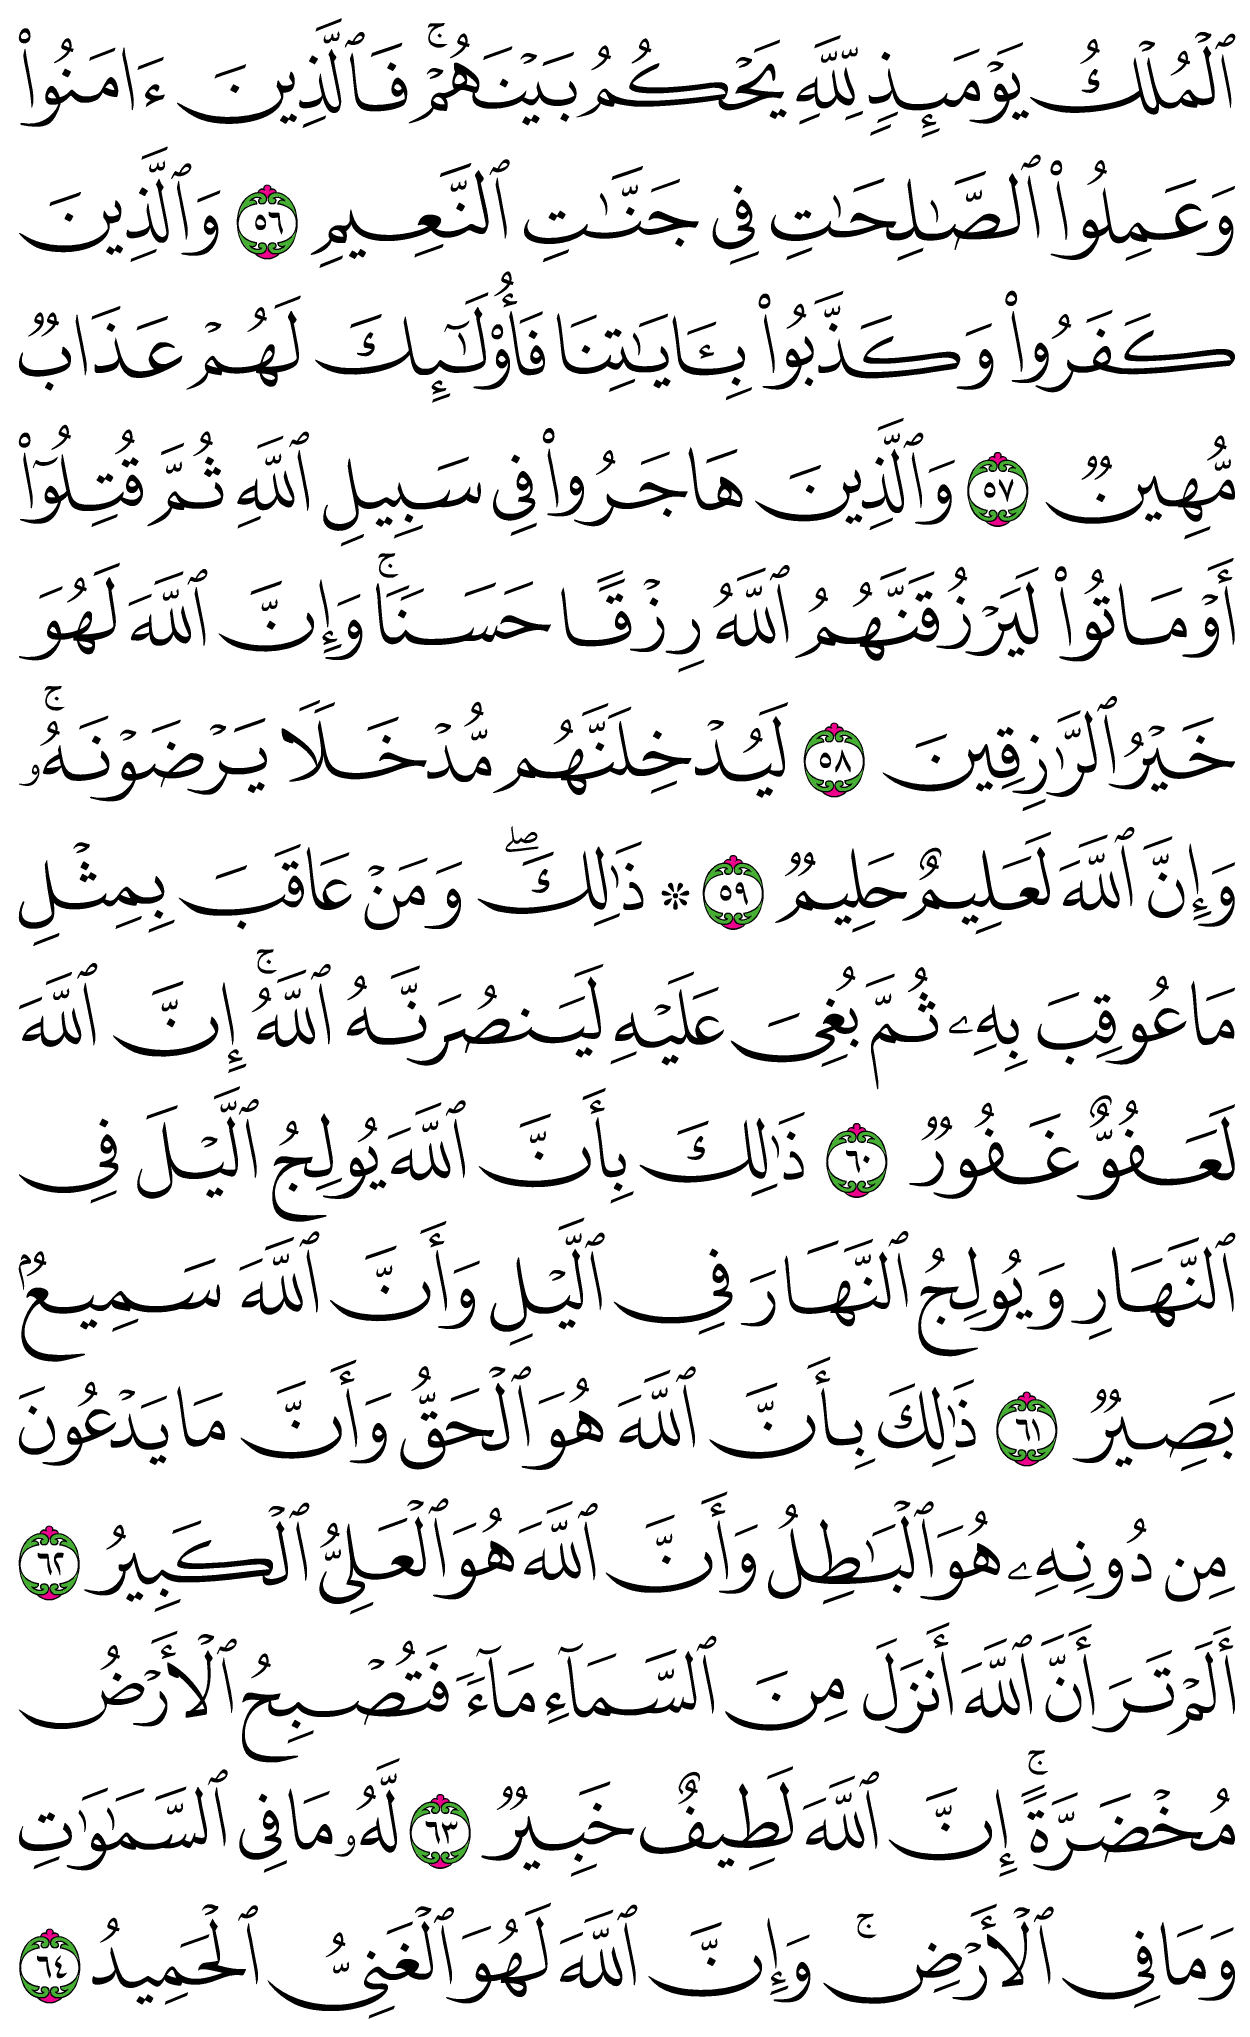 ٱلْمُلْكُ يَوْمَئِذٍ لِّلَّهِ يَحْكُمُ بَيْنَهُمْ ۚ فَٱلَّذِينَ ءَامَنُوا۟
وَعَمِلُوا۟ ٱلصَّـٰلِحَـٰتِ فِى جَنَّـٰتِ ٱلنَّعِيمِ ٥٦ وَٱلَّذِينَ
كَفَرُوا۟ وَكَذَّبُوا۟ بِـَٔايَـٰتِنَا فَأُو۟لَـٰٓئِكَ لَهُمْ عَذَابٌ
مُّهِينٌ ٥٧ وَٱلَّذِينَ هَاجَرُوا۟ فِى سَبِيلِ ٱللَّهِ ثُمَّ قُتِلُوٓا۟
أَوْ مَاتُوا۟ لَيَرْزُقَنَّهُمُ ٱللَّهُ رِزْقًا حَسَنًا ۚ وَإِنَّ ٱللَّهَ لَهُوَ
خَيْرُ ٱلرَّٰزِقِينَ ٥٨ لَيُدْخِلَنَّهُم مُّدْخَلًا يَرْضَوْنَهُۥ ۚ
وَإِنَّ ٱللَّهَ لَعَلِيمٌ حَلِيمٌ ٥٩ * ذَٰلِكَ ۖ وَمَنْ عَاقَبَ بِمِثْلِ
مَا عُوقِبَ بِهِۦ ثُمَّ بُغِىَ عَلَيْهِ لَيَنصُرَنَّهُ ٱللَّهُ ۚ إِنَّ ٱللَّهَ
لَعَفُوٌّ غَفُورٌ ٦٠ ذَٰلِكَ بِأَنَّ ٱللَّهَ يُولِجُ ٱلَّيْلَ فِى
ٱلنَّهَارِ وَيُولِجُ ٱلنَّهَارَ فِى ٱلَّيْلِ وَأَنَّ ٱللَّهَ سَمِيعٌۢ
بَصِيرٌ ٦١ ذَٰلِكَ بِأَنَّ ٱللَّهَ هُوَ ٱلْحَقُّ وَأَنَّ مَا يَدْعُونَ
مِن دُونِهِۦ هُوَ ٱلْبَـٰطِلُ وَأَنَّ ٱللَّهَ هُوَ ٱلْعَلِىُّ ٱلْكَبِيرُ ٦٢
أَلَمْ تَرَ أَنَّ ٱللَّهَ أَنزَلَ مِنَ ٱلسَّمَآءِ مَآءً فَتُصْبِحُ ٱلْأَرْضُ
مُخْضَرَّةً ۚ إِنَّ ٱللَّهَ لَطِيفٌ خَبِيرٌ ٦٣ لَّهُۥ مَا فِى ٱلسَّمَـٰوَٰتِ
وَمَا فِى ٱلْأَرْضِ ۚ وَإِنَّ ٱللَّهَ لَهُوَ ٱلْغَنِىُّ ٱلْحَمِيدُ ٦٤